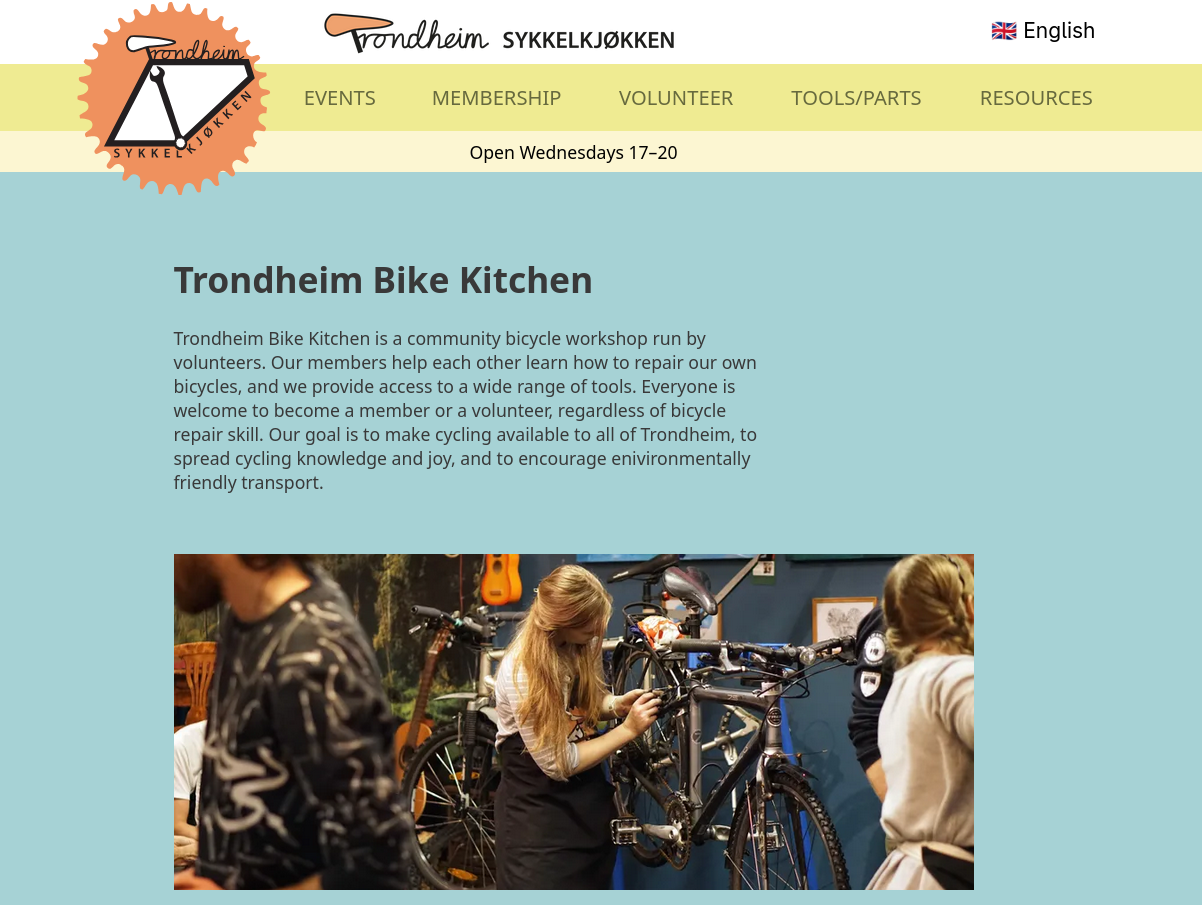 Trondheim SYKKELKJØKKEN
English
Trondheim
SYKKELKJØKKEN
EVENTS MEMBERSHIP VOLUNTEER TOOLS/PARTS RESOURCES
Open Wednesdays 17–20
Trondheim Bike Kitchen
Trondheim Bike Kitchen is a community bicycle workshop run by
volunteers. Our members help each other learn how to repair our own
bicycles, and we provide access to a wide range of tools. Everyone is
welcome to become a member or a volunteer, regardless of bicycle
repair skill. Our goal is to make cycling available to all of Trondheim, to
spread cycling knowledge and joy, and to encourage enivironmentally
friendly transport.